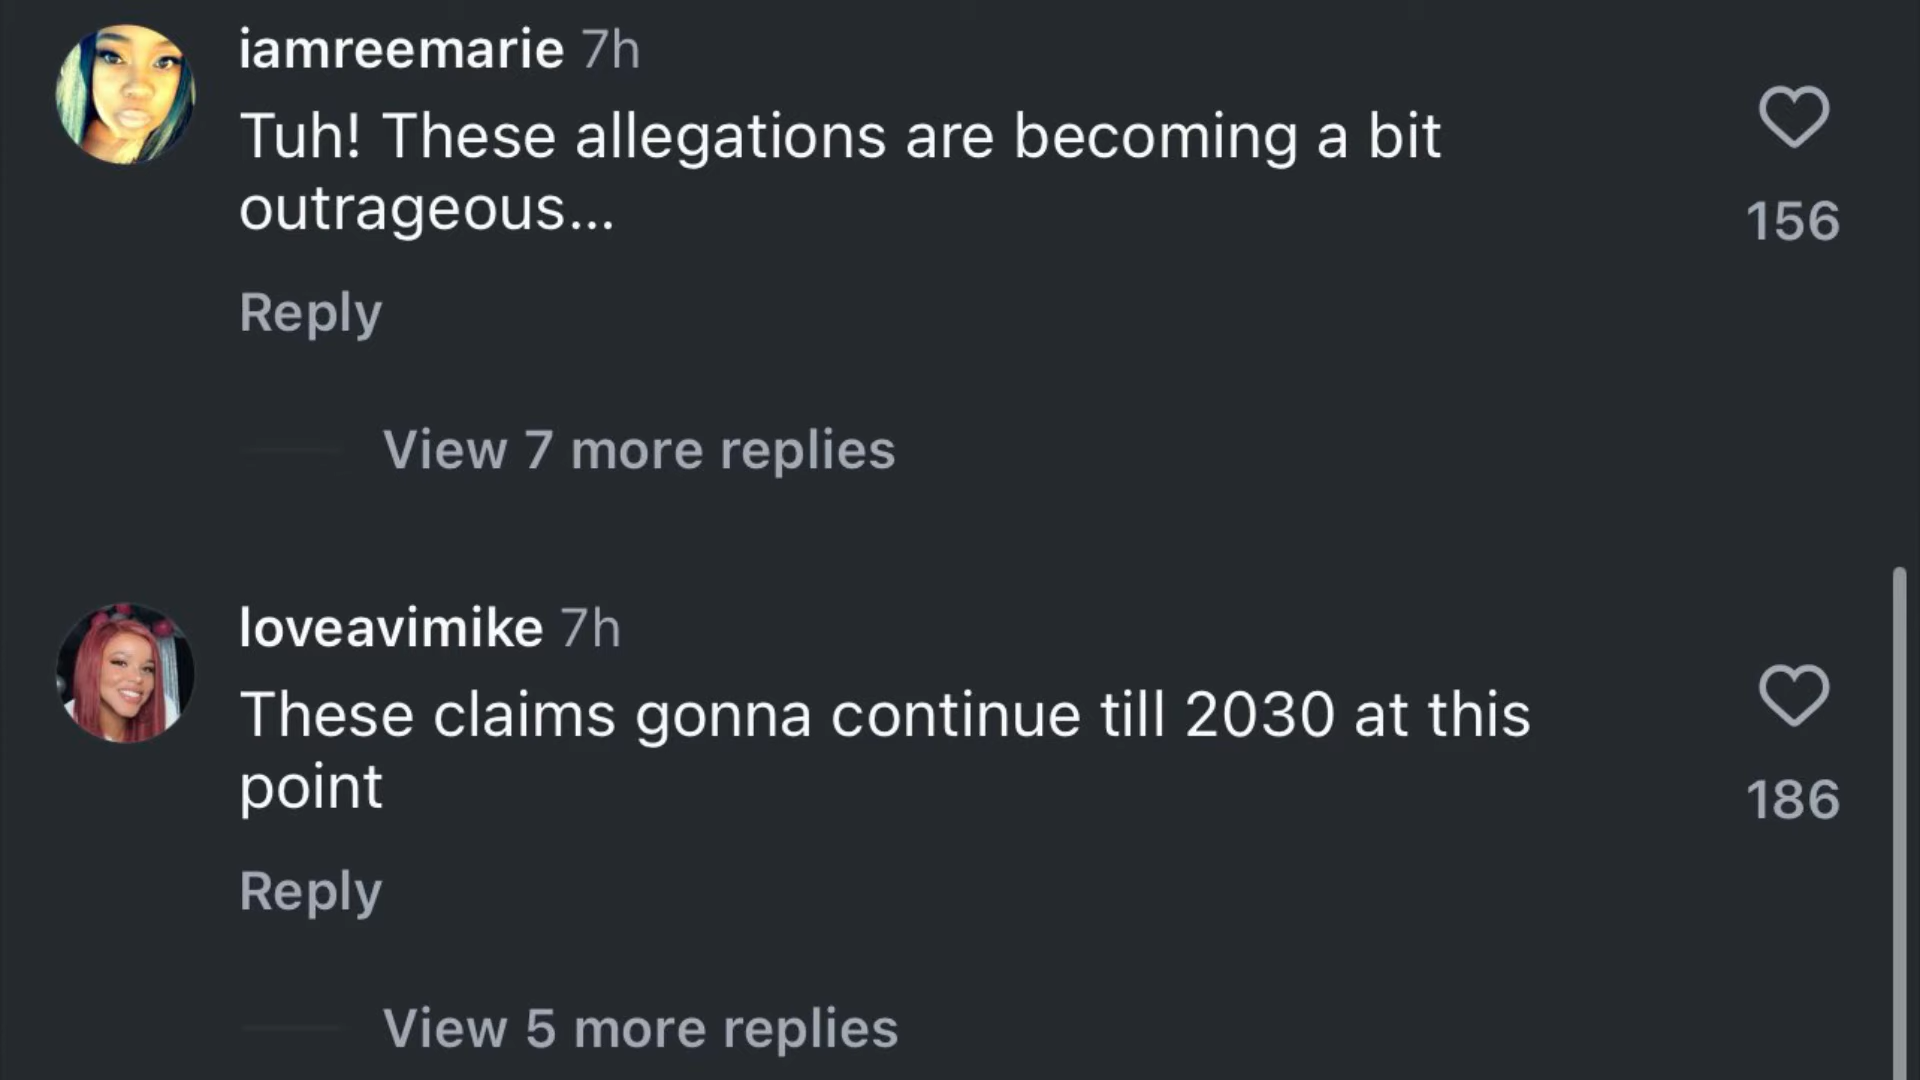 iamreemarie 7h
Tuh! These allegations are becoming a bit
outrageous...
156
Reply
View 7 more replies
loveavimike 7h
These claims gonna continue till 2030 at this
point
186
Reply
View 5 more replies